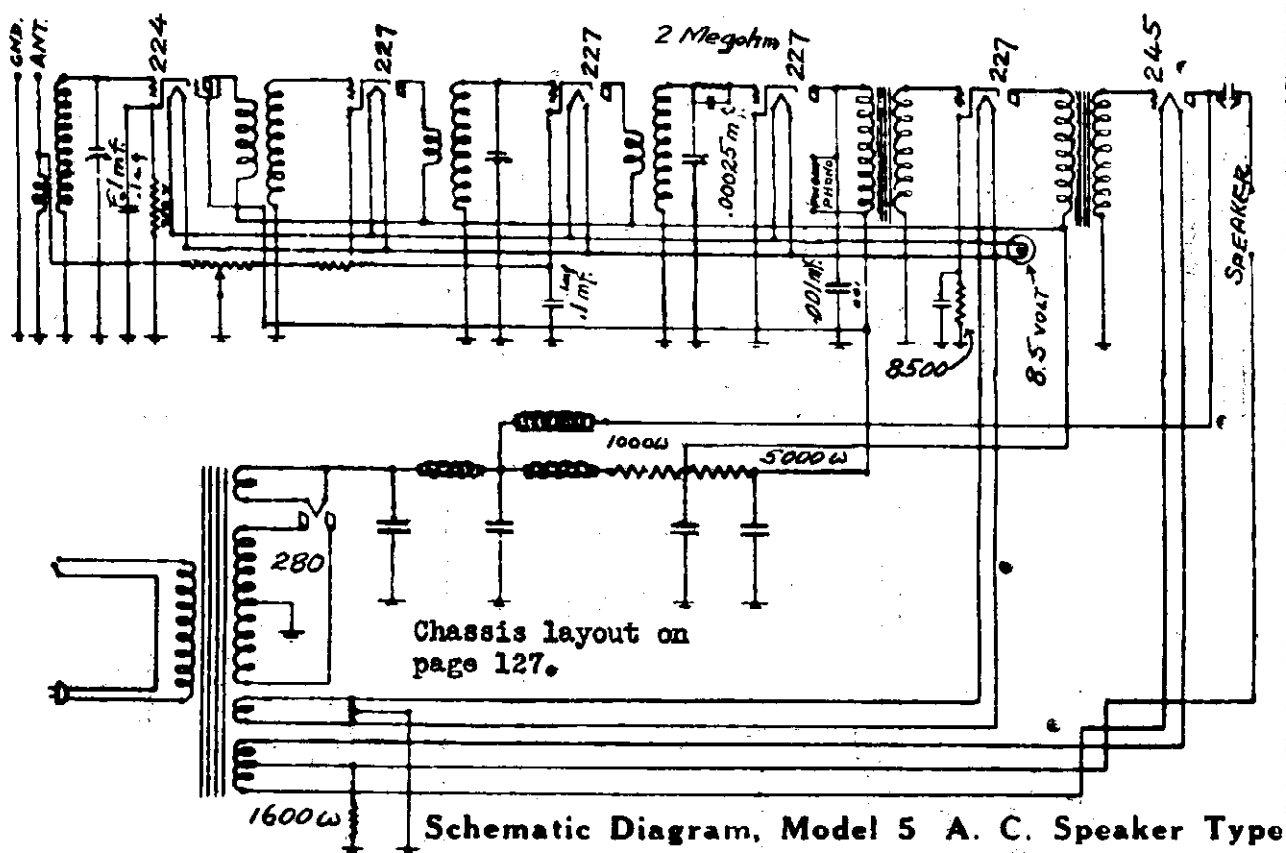 GND.
ANT.
224
227
227
2 Megohm
227
227
245
.1 mf.
.00025 mf.
PHONO
SPEAKER
.1 mf.
.001 mf.
.001
8500
8.5 VOLT
1000ω
5000ω
280
Chassis layout on
page 127.
1600ω
Schematic Diagram, Model 5 A. C. Speaker Type